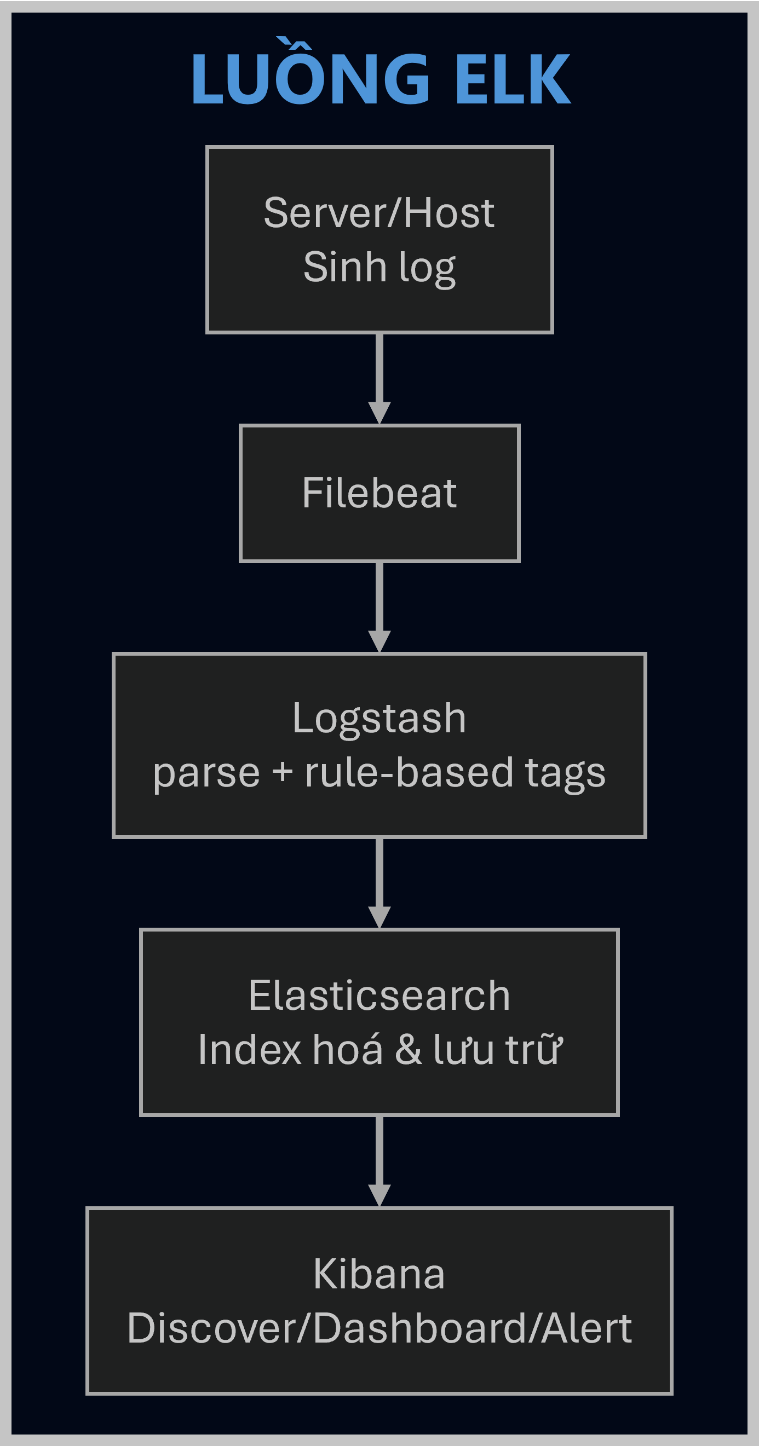 LUỒNG ELK
Server/Host
Sinh log
Filebeat
Logstash
parse + rule-based tags
Elasticsearch
Index hoá & lưu trữ
Kibana
Discover/Dashboard/Alert